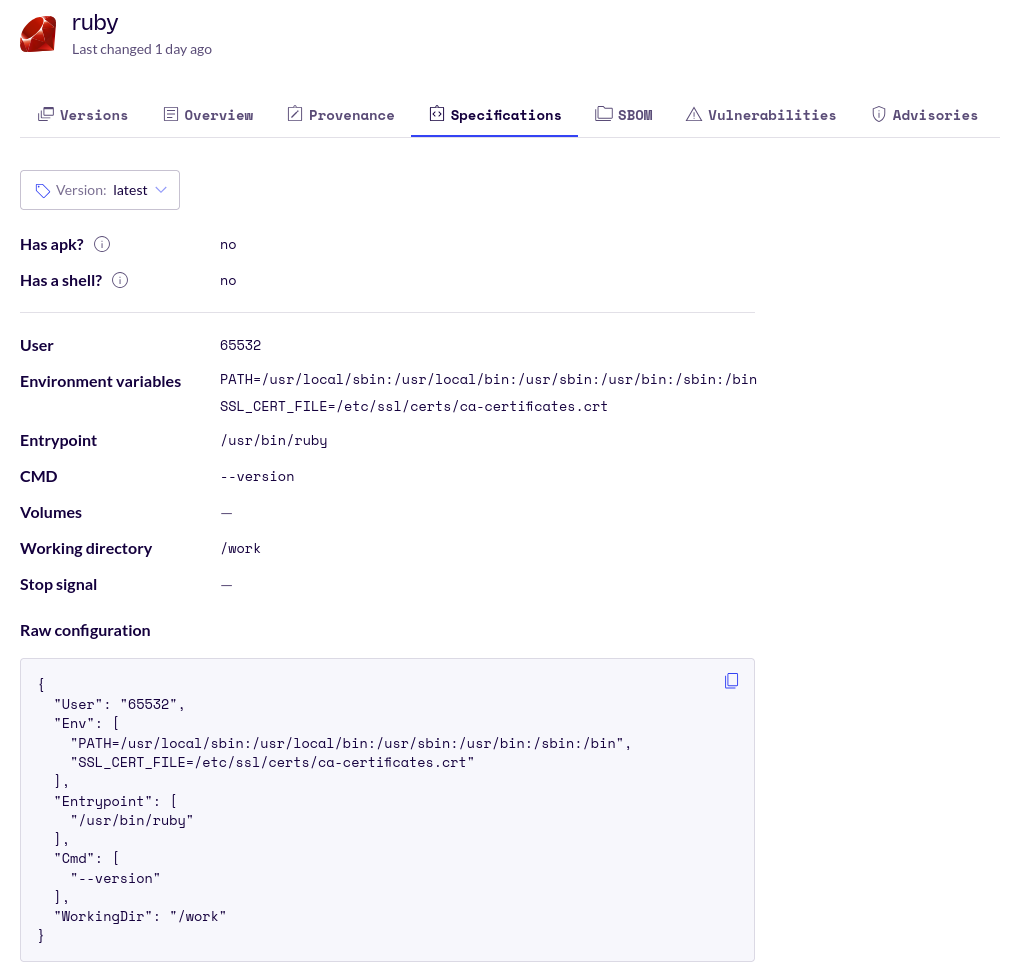 ruby
Last changed 1 day ago
Versions Overview Provenance Specifications SBOM Vulnerabilities Advisories
Version: latest
Has apk? no
Has a shell? no
User 65532
Environment variables PATH=/usr/local/sbin:/usr/local/bin:/usr/sbin:/usr/bin:/sbin:/bin
SSL_CERT_FILE=/etc/ssl/certs/ca-certificates.crt
Entrypoint /usr/bin/ruby
CMD --version
Volumes —
Working directory /work
Stop signal —
Raw configuration
{
  "User": "65532",
  "Env": [
    "PATH=/usr/local/sbin:/usr/local/bin:/usr/sbin:/usr/bin:/sbin:/bin",
    "SSL_CERT_FILE=/etc/ssl/certs/ca-certificates.crt"
  ],
  "Entrypoint": [
    "/usr/bin/ruby"
  ],
  "Cmd": [
    "--version"
  ],
  "WorkingDir": "/work"
}